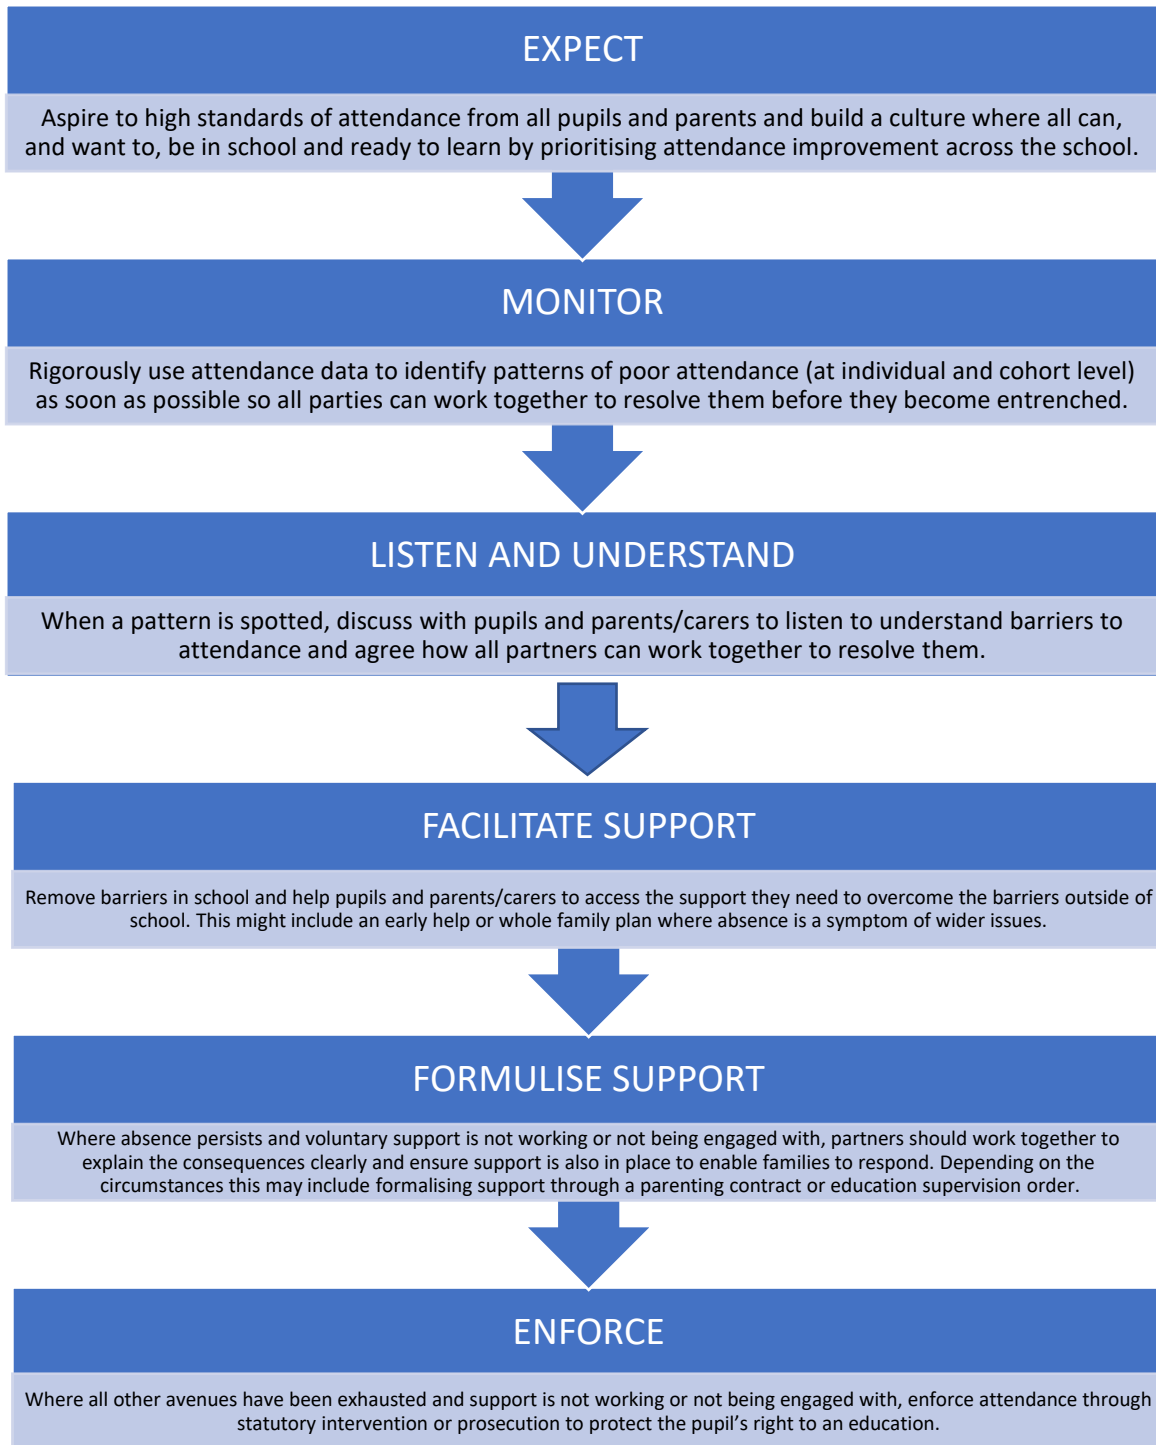 EXPECT
Aspire to high standards of attendance from all pupils and parents and build a culture where all can,
and want to, be in school and ready to learn by prioritising attendance improvement across the school.
MONITOR
Rigorously use attendance data to identify patterns of poor attendance (at individual and cohort level)
as soon as possible so all parties can work together to resolve them before they become entrenched.
LISTEN AND UNDERSTAND
When a pattern is spotted, discuss with pupils and parents/carers to listen to understand barriers to
attendance and agree how all partners can work together to resolve them.
FACILITATE SUPPORT
Remove barriers in school and help pupils and parents/carers to access the support they need to overcome the barriers outside of
school. This might include an early help or whole family plan where absence is a symptom of wider issues.
FORMULISE SUPPORT
Where absence persists and voluntary support is not working or not being engaged with, partners should work together to
explain the consequences clearly and ensure support is also in place to enable families to respond. Depending on the
circumstances this may include formalising support through a parenting contract or education supervision order.
ENFORCE
Where all other avenues have been exhausted and support is not working or not being engaged with, enforce attendance through
statutory intervention or prosecution to protect the pupil's right to an education.